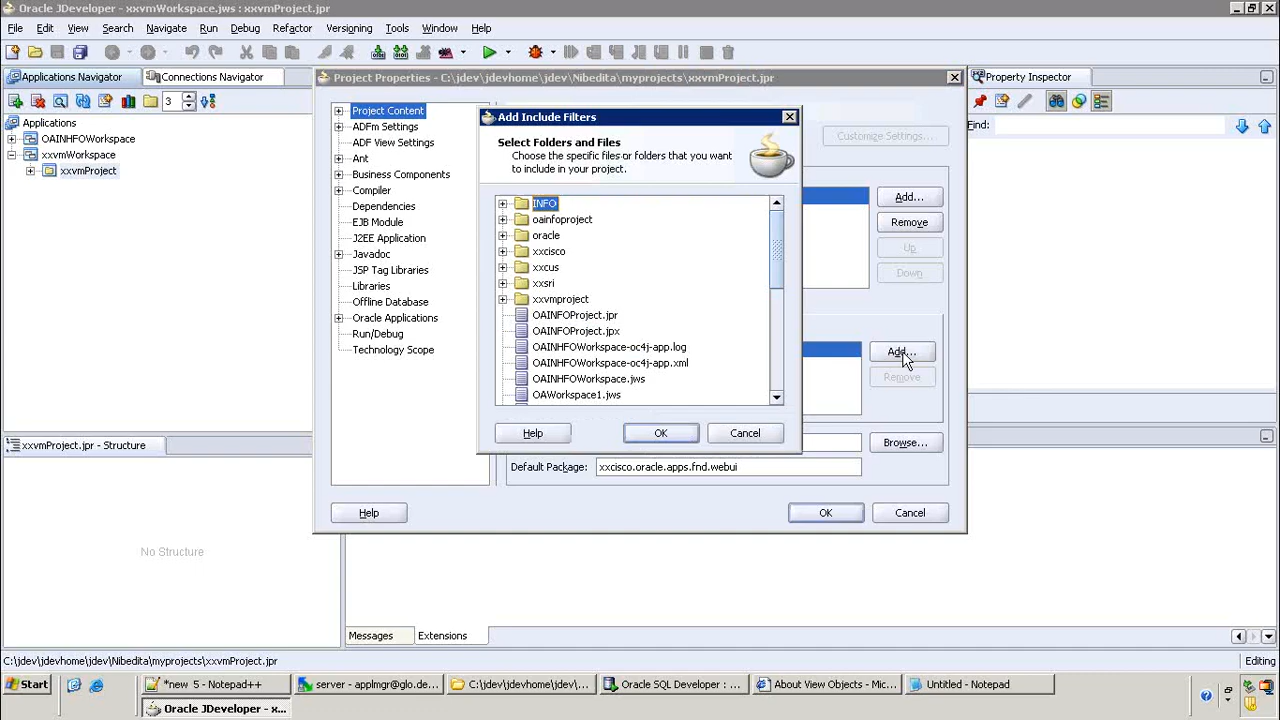 Oracle JDeveloper - xxvmWorkspace.jws : xxvmProject.jpr
File Edit View Search Navigate Run Debug Refactor Versioning Tools Window Help
Applications Navigator
Connections Navigator
3
Applications
OAINHFOWorkspace
xxvmWorkspace
xxvmProject
xxvmProject.jpr - Structure
No Structure
Project Properties - C:\jdev\jdevhome\jdev\Nibedita\myprojects\xxvmProject.jpr
Project Content
ADFm Settings
ADF View Settings
Ant
Business Components
Compiler
Dependencies
EJB Module
J2EE Application
Javadoc
JSP Tag Libraries
Libraries
Offline Database
Oracle Applications
Run/Debug
Technology Scope
Customize Settings...
Add...
Remove
Up
Down
Add...
Remove
Browse...
Default Package: xxcisco.oracle.apps.fnd.webui
Help
OK
Cancel
Add Include Filters
Select Folders and Files
Choose the specific files or folders that you want
to include in your project.
INFO
oainfoproject
oracle
xxcisco
xxcus
xxsri
xxvmproject
OAINFOProject.jpr
OAINFOProject.jpx
OAINHFOWorkspace-oc4j-app.log
OAINHFOWorkspace-oc4j-app.xml
OAINHFOWorkspace.jws
OAWorkspace1.jws
Help
OK
Cancel
Property Inspector
Find:
Messages
Extensions
C:\jdev\jdevhome\jdev\Nibedita\myprojects\xxvmProject.jpr
Editing
Start
*new 5 - Notepad++
server - applmgr@glo.de...
C:\jdev\jdevhome\jdev\...
Oracle SQL Developer : ...
About View Objects - Mic...
Untitled - Notepad
Oracle JDeveloper - x...